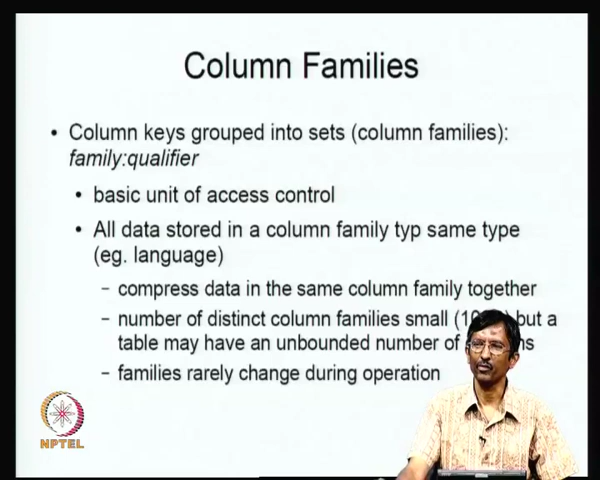 Column Families
• Column keys grouped into sets (column families):
family:qualifier
• basic unit of access control
• All data stored in a column family typ same type
(eg. language)
– compress data in the same column family together
– number of distinct column families small but a
table may have an unbounded number of
– families rarely change during operation
NPTEL